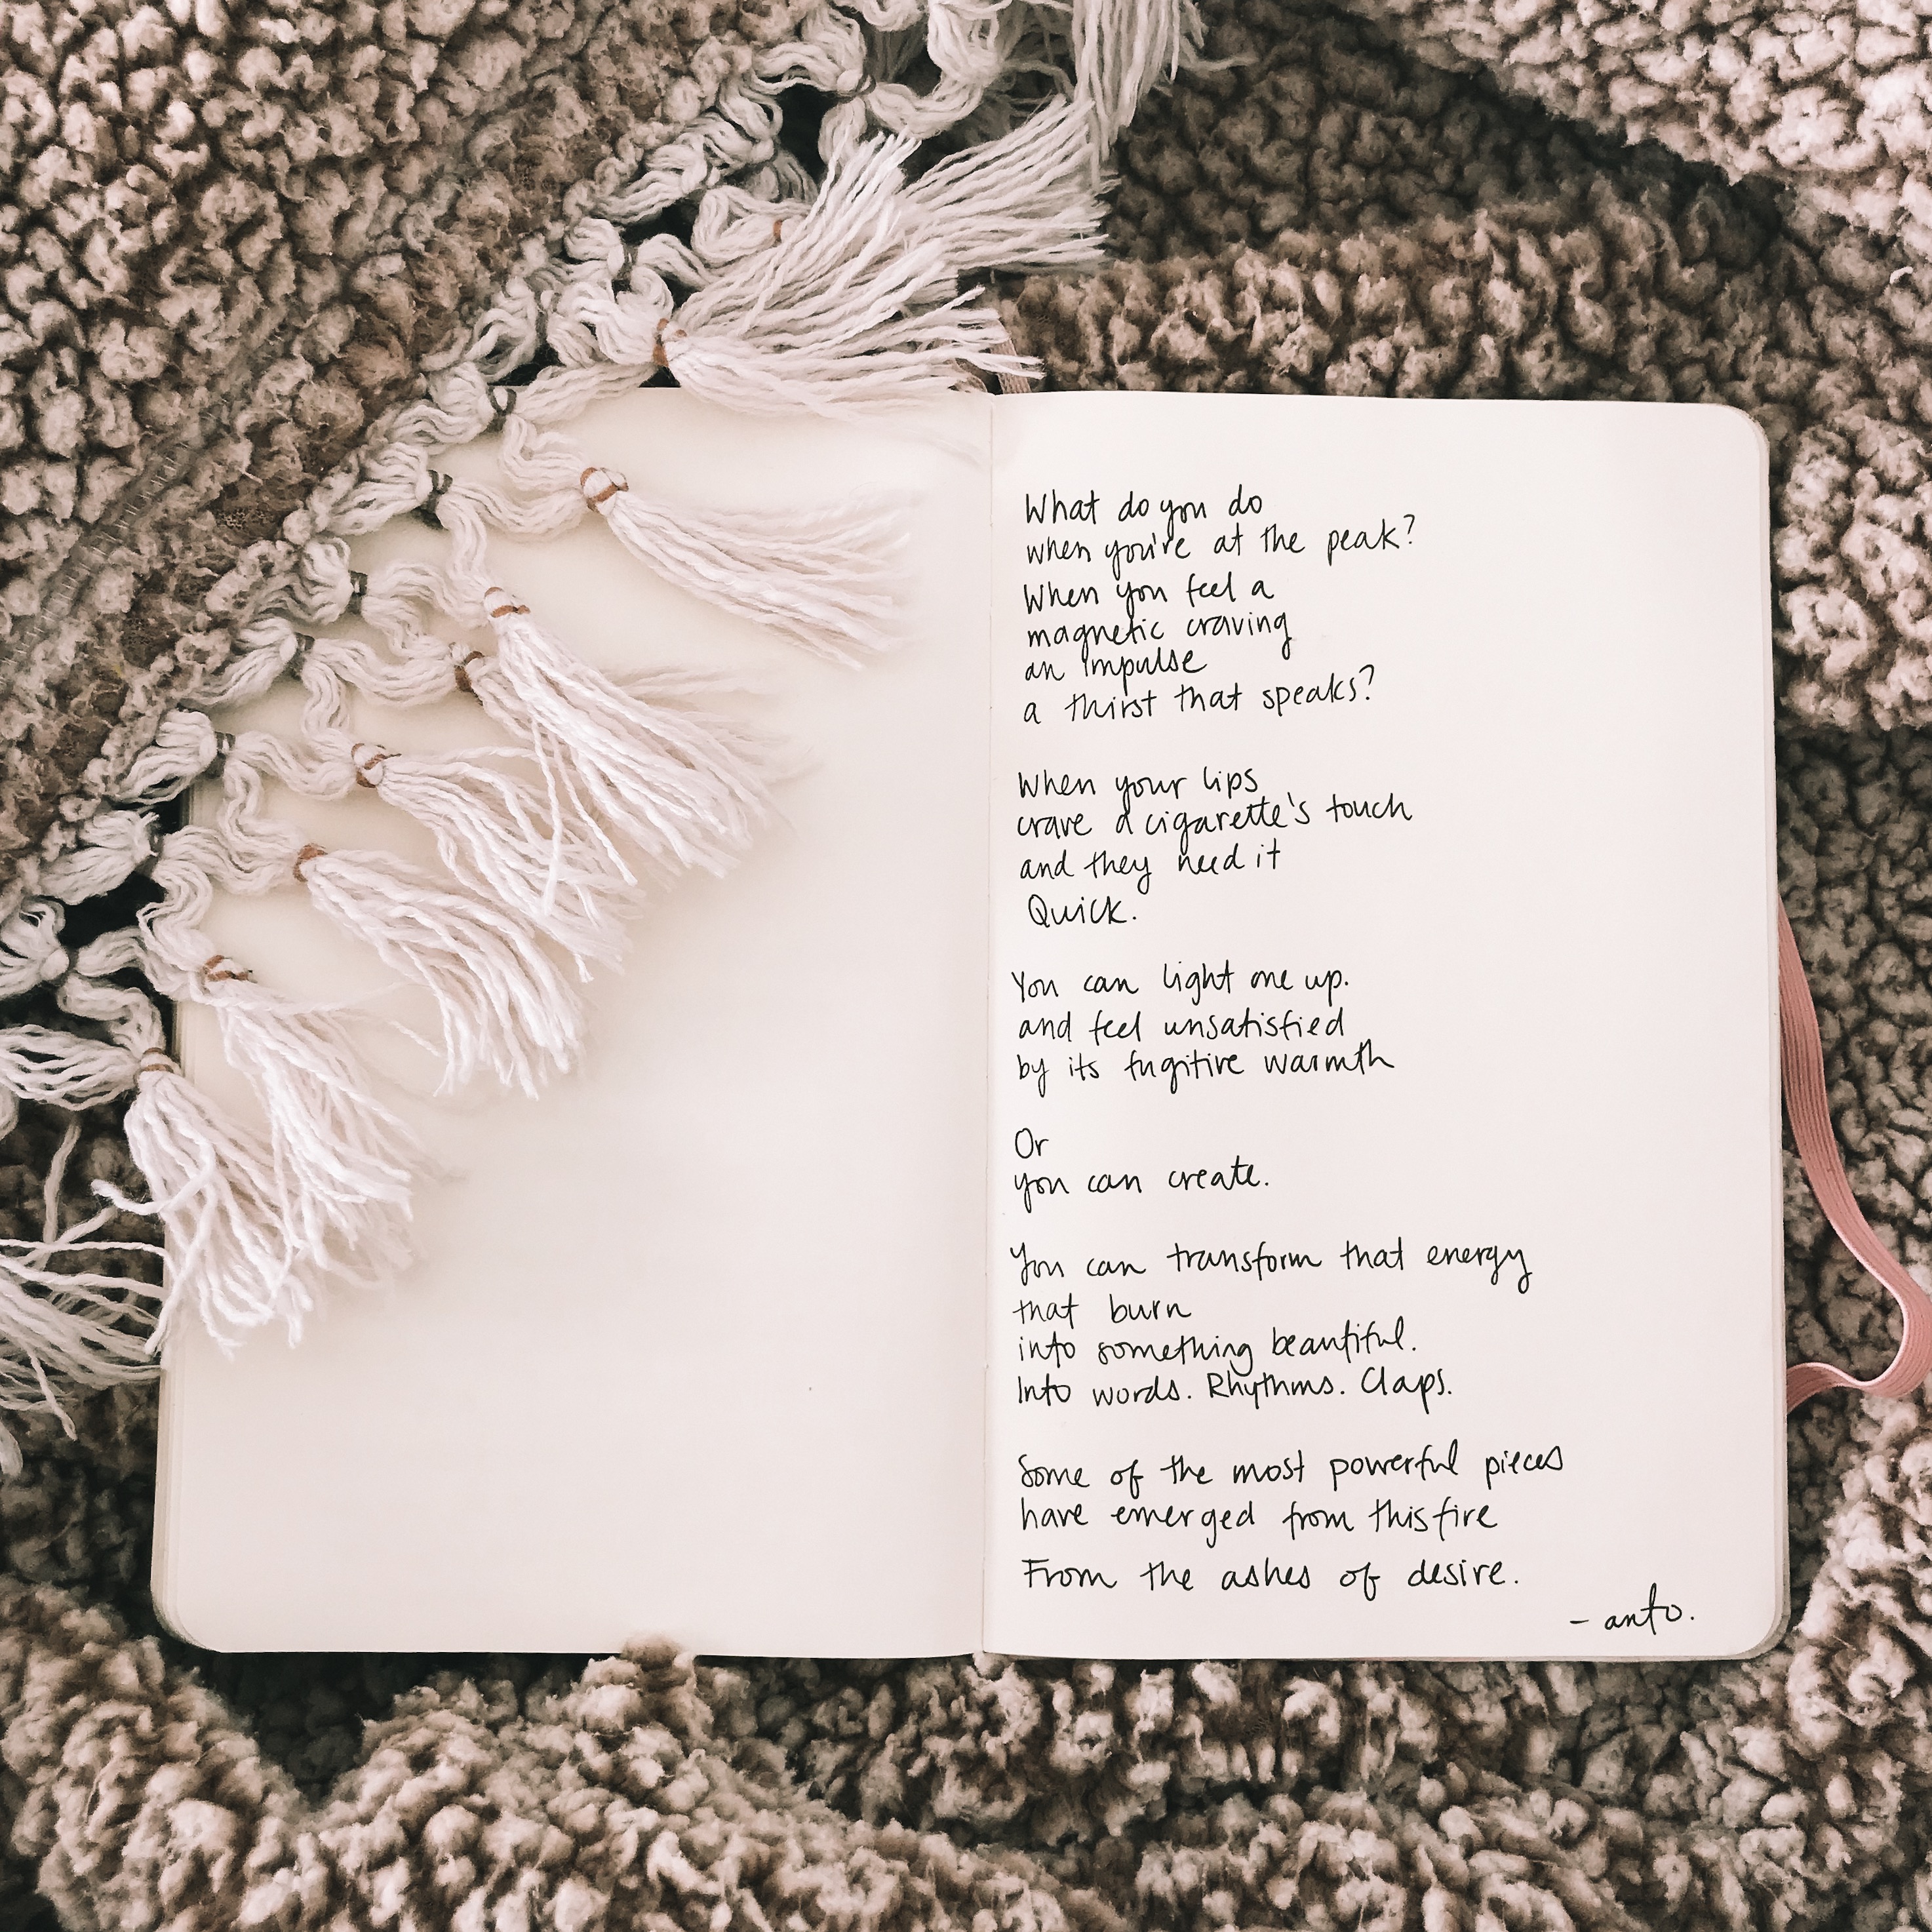 What do you do
when you're at the peak?
When you feel a
magnetic craving
an impulse
a thirst that speaks?
When your lips
crave a cigarette's touch
and they need it
Quick.
You can light one up.
and feel unsatisfied
by its fugitive warmth
Or
you can create.
You can transform that energy
that burn
into something beautiful.
Into words. Rhythms. Claps.
Some of the most powerful pieces
have emerged from this fire
From the ashes of desire.
- anto.